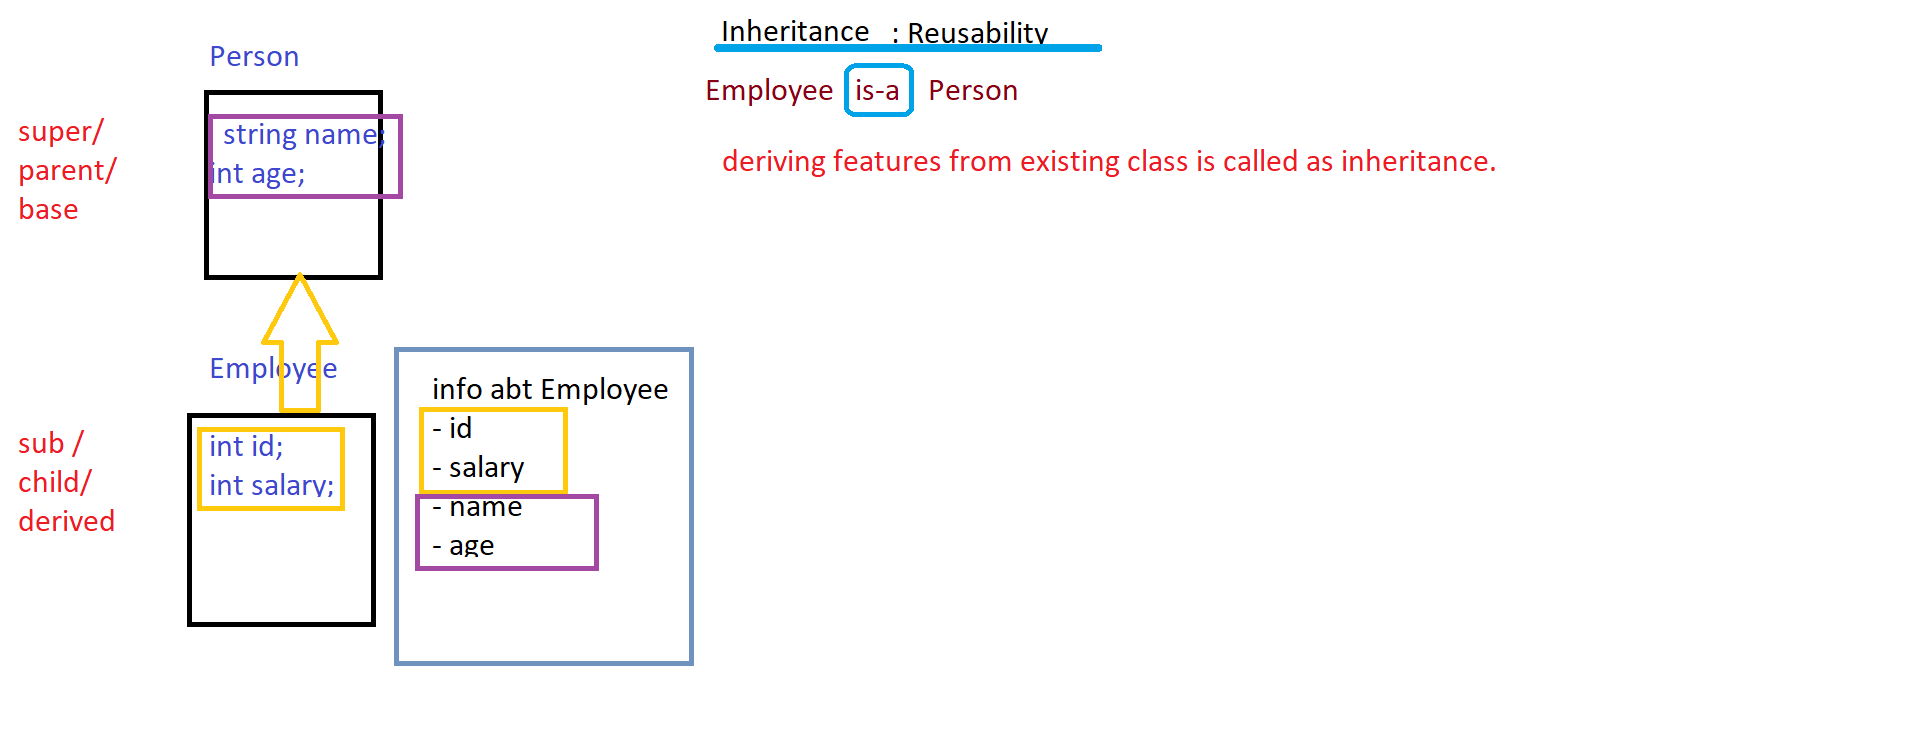 Inheritance : Reusability
Employee is-a Person
deriving features from existing class is called as inheritance.
Person
super/
parent/
base
string name;
int age;
Employee
sub /
child/
derived
int id;
int salary;
info abt Employee
- id
- salary
- name
- age